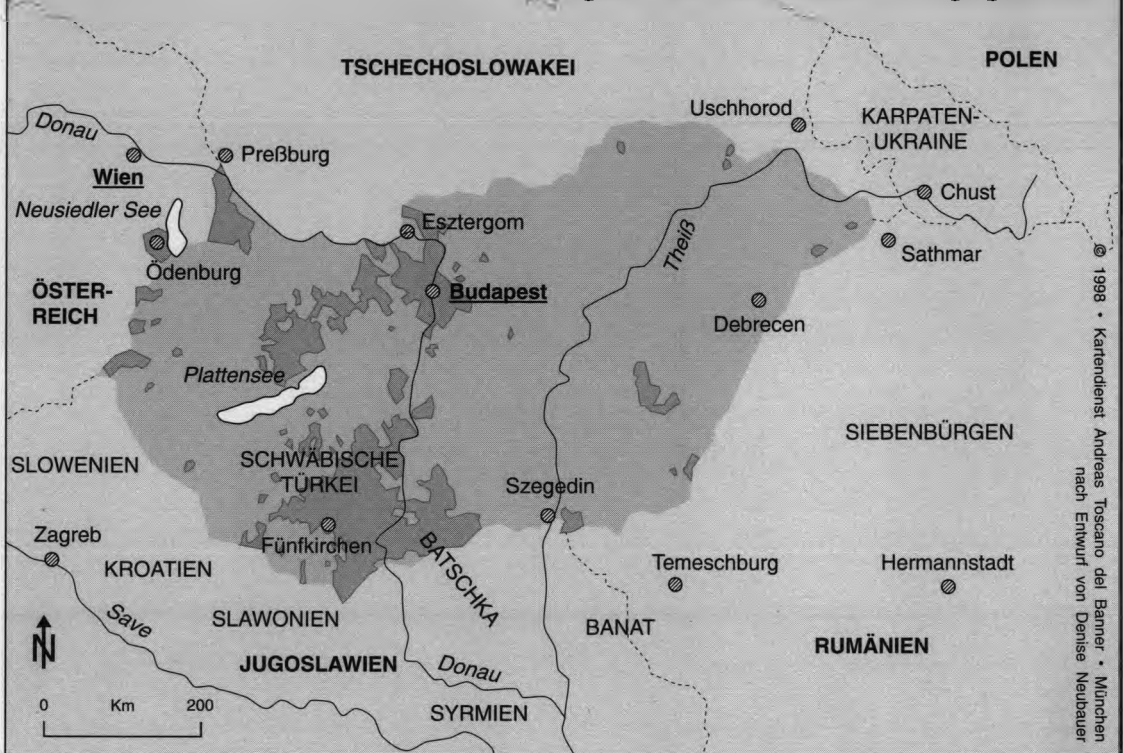 TSCHECHOSLOWAKEI
POLEN
Uschhorod
KARPATEN-
UKRAINE
Donau
Preßburg
Wien
Chust
Neusiedler See
Esztergom
Theiß
Sathmar
Ödenburg
ÖSTER-
REICH
Budapest
Debrecen
Plattensee
SIEBENBÜRGEN
SLOWENIEN
SCHWÄBISCHE
TÜRKEI
Szegedin
Zagreb
Fünfkirchen
BATSCHKA
Temeschburg
Hermannstadt
KROATIEN
Save
SLAWONIEN
BANAT
RUMÄNIEN
N
JUGOSLAWIEN
Donau
0 Km 200
SYRMIEN
© 1998 • Kartendienst Andreas Toscano del Banner • München
nach Entwurf von Denise Neubauer